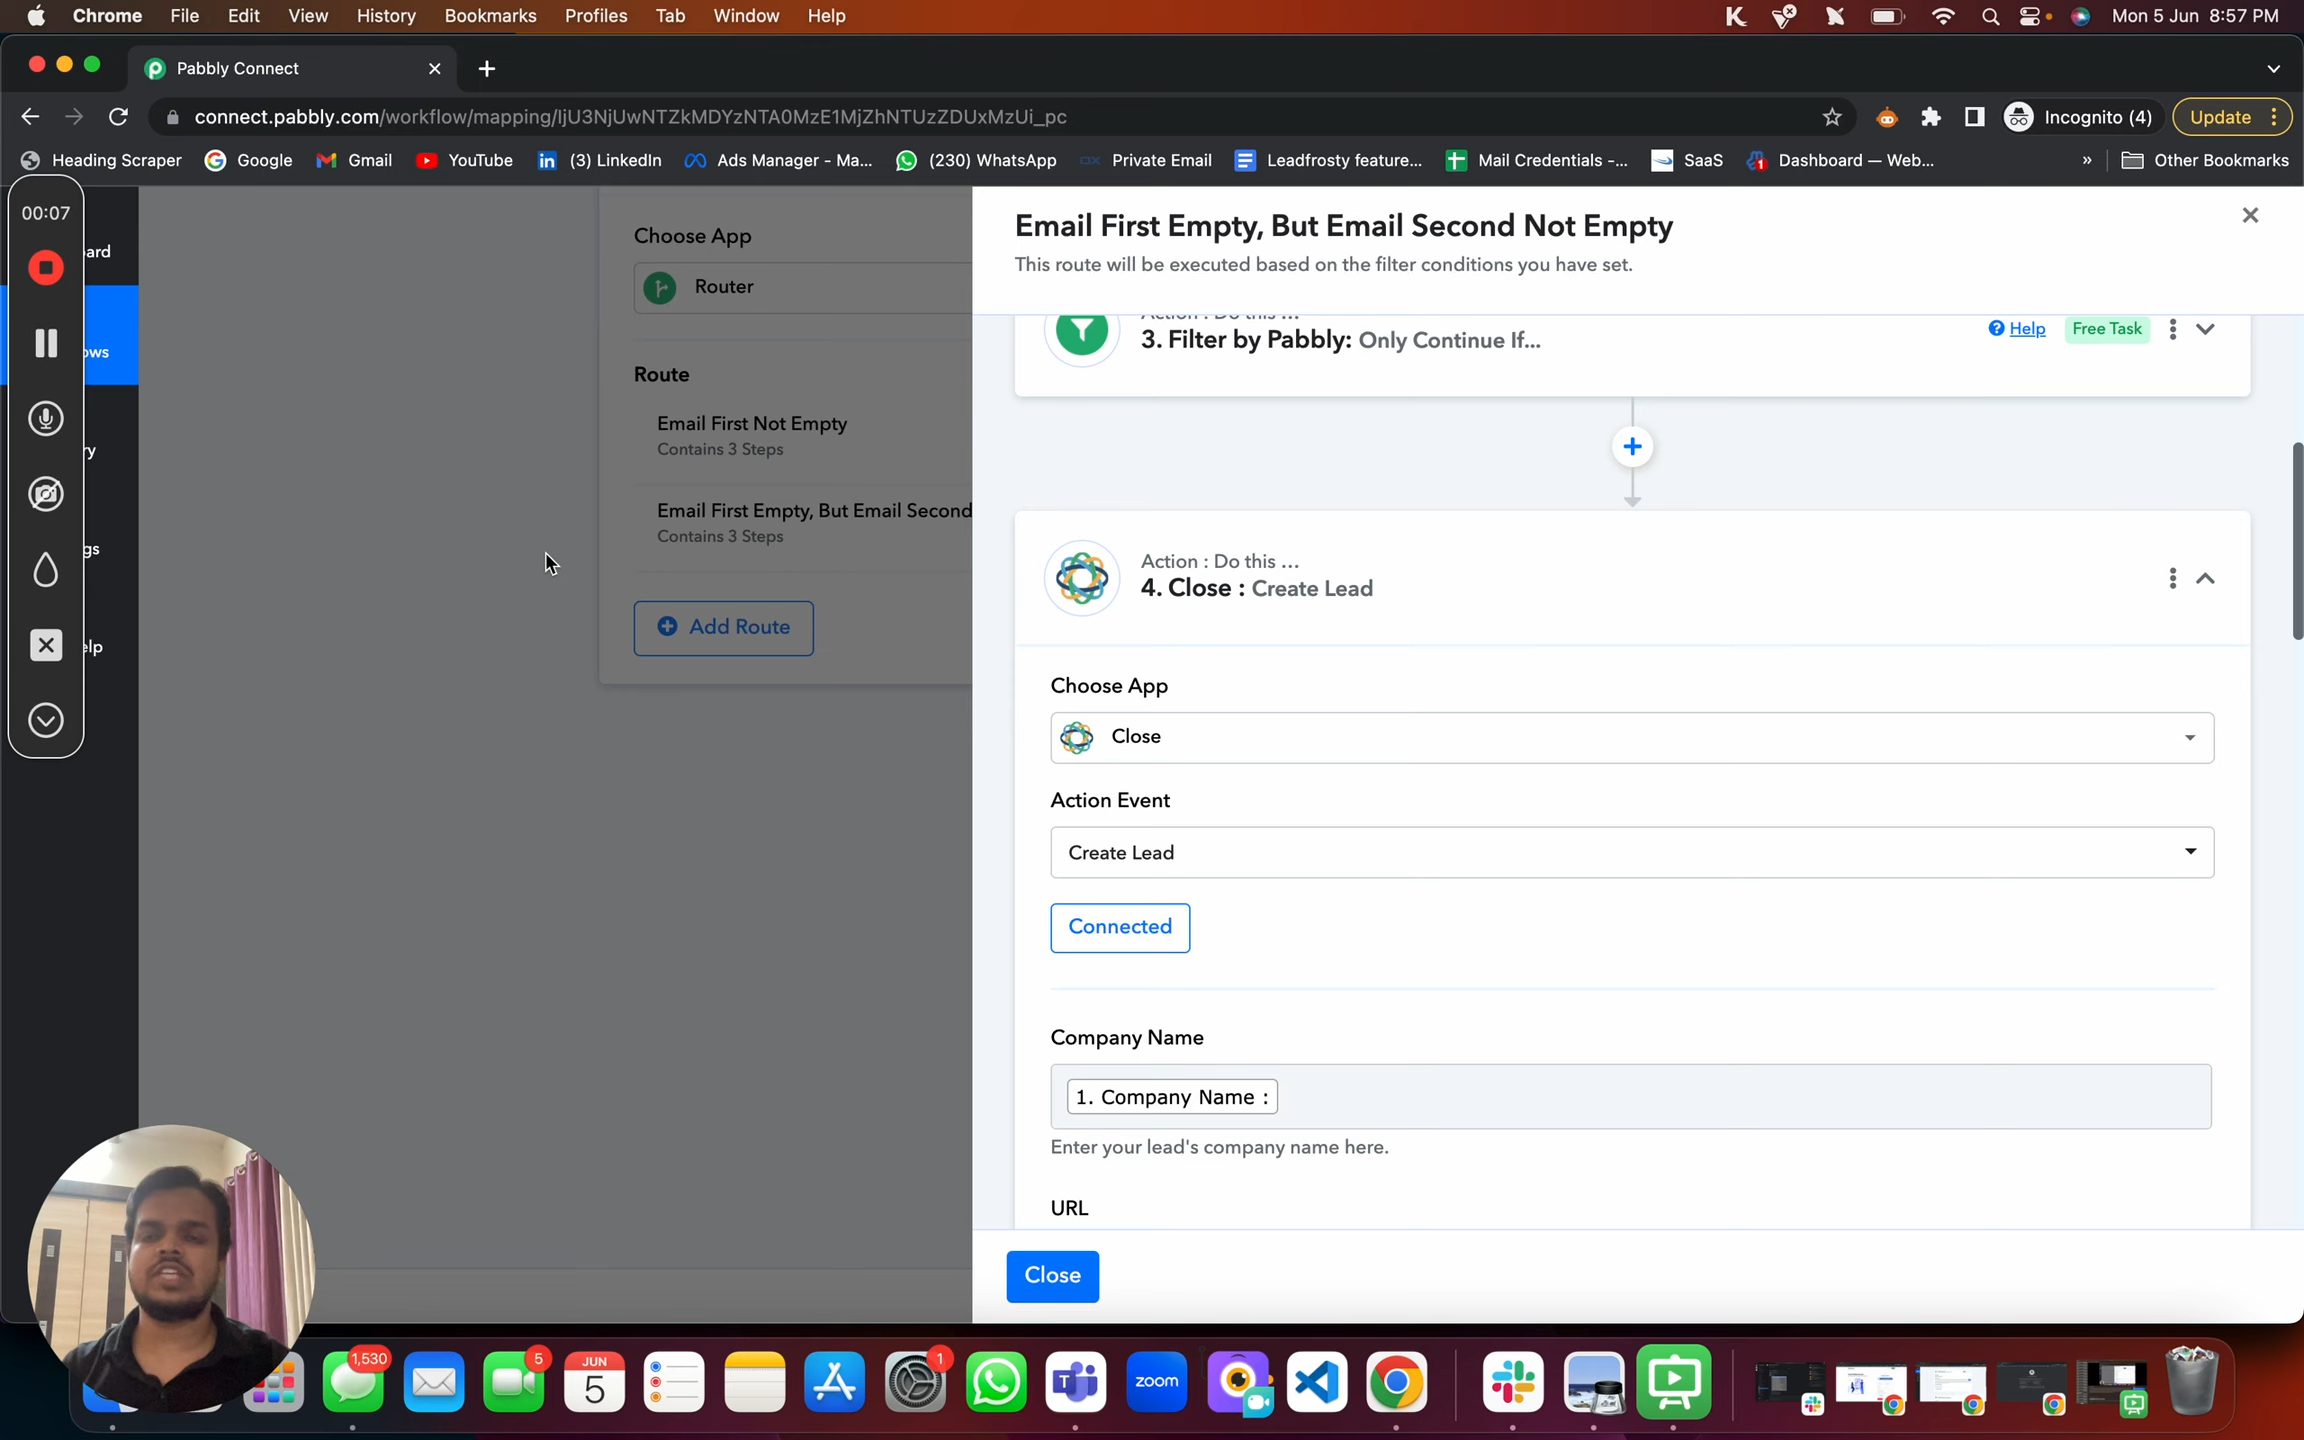 Chrome File Edit View History Bookmarks Profiles Tab Window Help
Mon 5 Jun 8:57 PM
Pabbly Connect
connect.pabbly.com/workflow/mapping/IjU3NjUwNTZkMDYzNTA0MzE1MjZhNTUzZDUxMzUi_pc
Incognito (4)
Update
Heading Scraper Google Gmail YouTube (3) LinkedIn Ads Manager - Ma... (230) WhatsApp Private Email Leadfrosty feature... Mail Credentials -... SaaS Dashboard — Web... » Other Bookmarks
00:07
ard
ows
ry
gs
elp
Choose App
Router
Route
Email First Not Empty
Contains 3 Steps
Email First Empty, But Email Second
Contains 3 Steps
Add Route
Email First Empty, But Email Second Not Empty
This route will be executed based on the filter conditions you have set.
Action : Do this ...
3. Filter by Pabbly: Only Continue If...
Help
Free Task
Action : Do this ...
4. Close : Create Lead
Choose App
Close
Action Event
Create Lead
Connected
Company Name
1. Company Name :
Enter your lead's company name here.
URL
Close
1,530
5
JUN
5
1
zoom